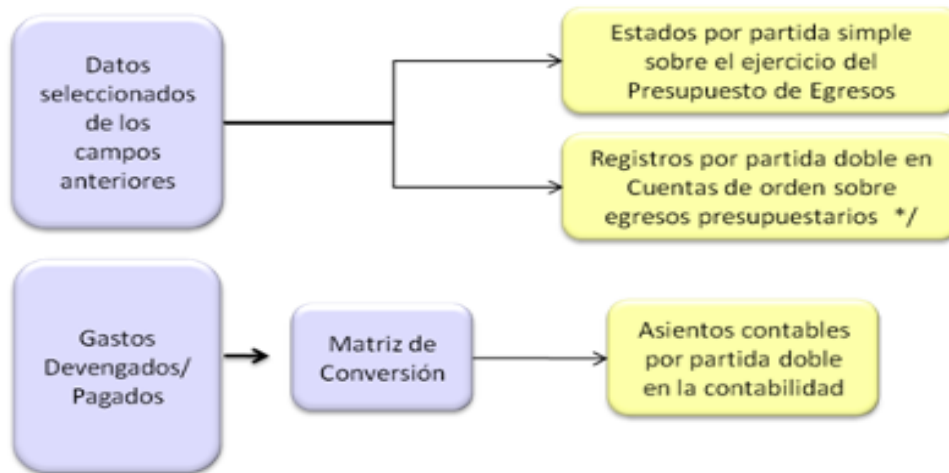 Datos
seleccionados
de los
campos
anteriores
Estados por partida simple
sobre el ejercicio del
Presupuesto de Egresos
Registros por partida doble en
Cuentas de orden sobre
egresos presupuestarios */
Gastos
Devengados/
Pagados
Matriz de
Conversión
Asientos contables
por partida doble
en la contabilidad